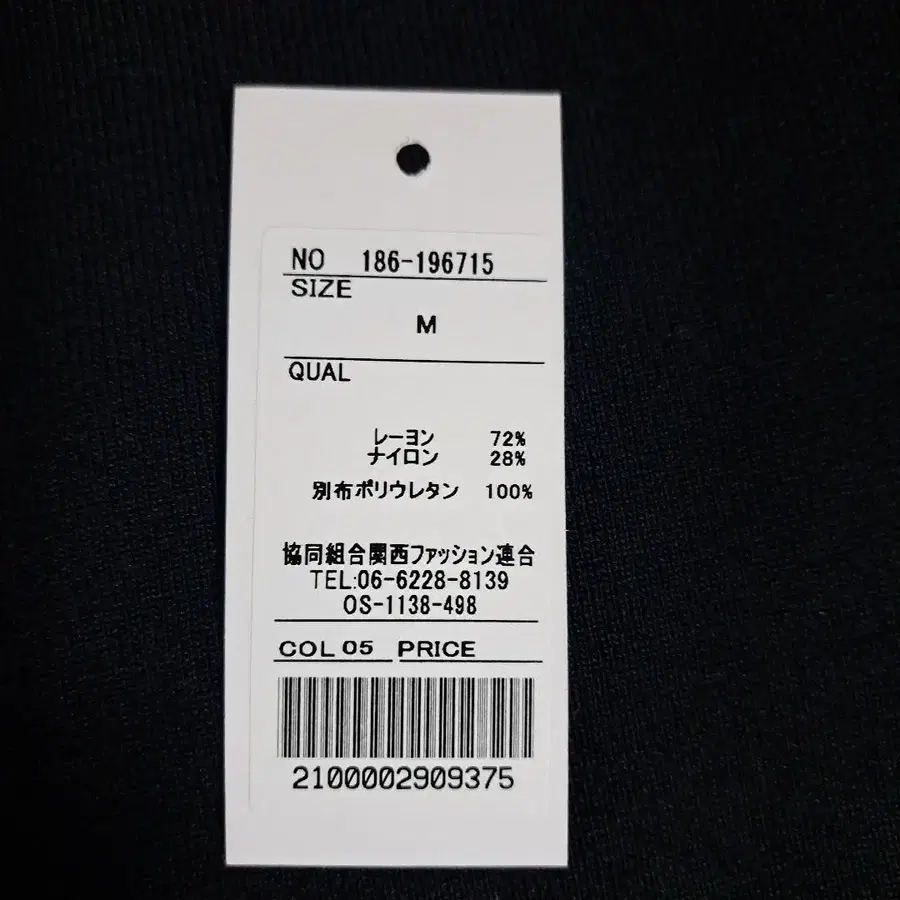 NO 186-196715
SIZE
M
QUAL
レーヨン 72%
ナイロン 28%
別布ポリウレタン 100%
協同組合関西ファッション連合
TEL:06-6228-8139
OS-1138-498
COL 05 PRICE
2100002909375